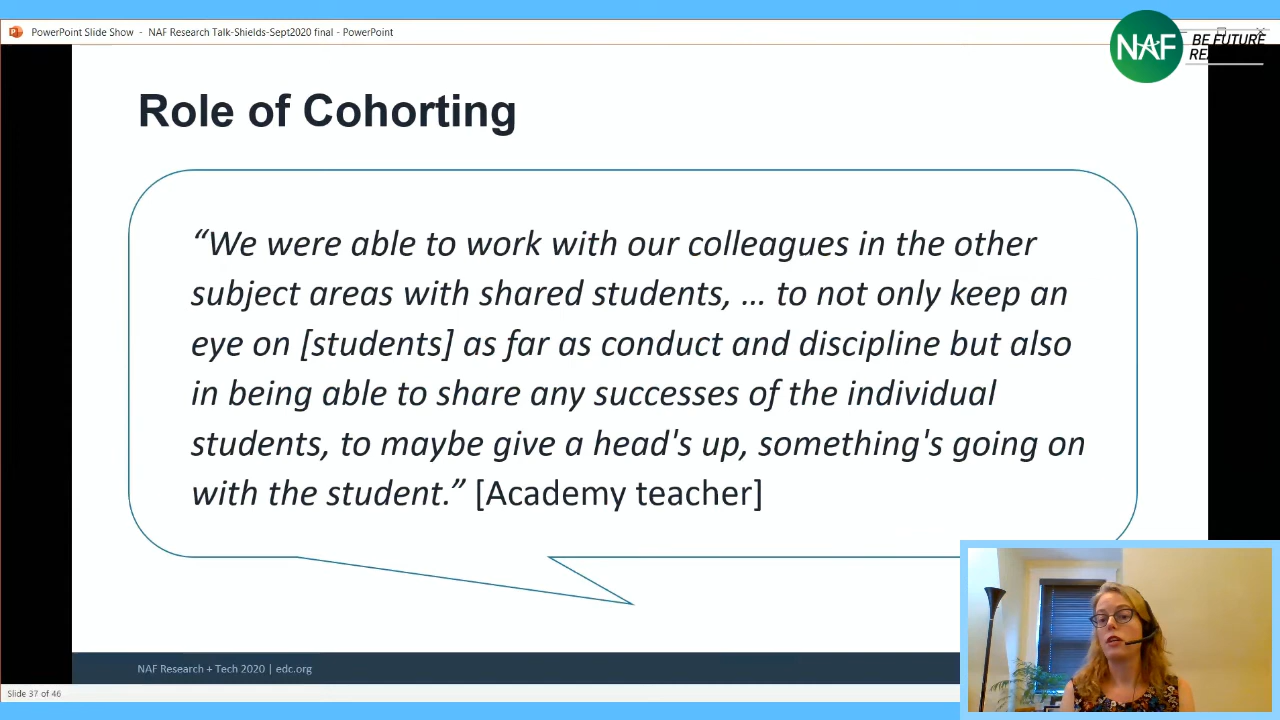 PowerPoint Slide Show - NAF Research Talk-Shields-Sept2020 final - PowerPoint
NAF
BE FUTURE
Role of Cohorting
“We were able to work with our colleagues in the other
subject areas with shared students, … to not only keep an
eye on [students] as far as conduct and discipline but also
in being able to share any successes of the individual
students, to maybe give a head's up, something's going on
with the student.” [Academy teacher]
NAF Research + Tech 2020 | edc.org
Slide 37 of 46